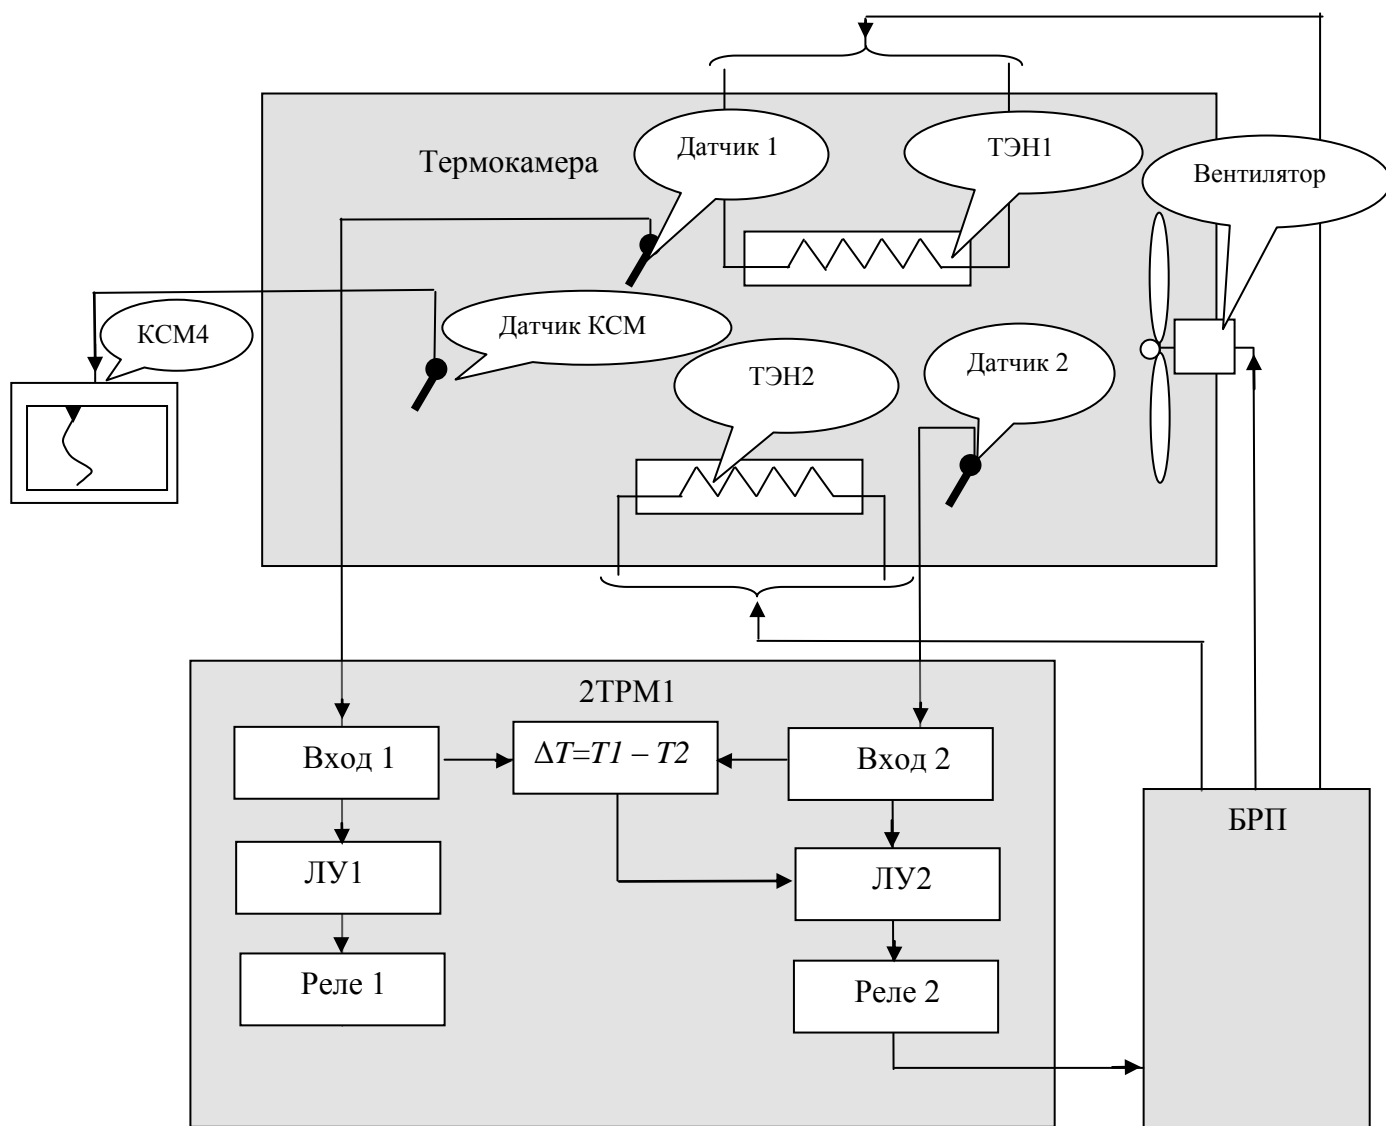 Датчик 1
ТЭН1
Термокамера
Вентилятор
КСМ4
Датчик КСМ
ТЭН2
Датчик 2
2ТРМ1
Вход 1
ΔT=T1 – T2
Вход 2
БРП
ЛУ1
ЛУ2
Реле 1
Реле 2